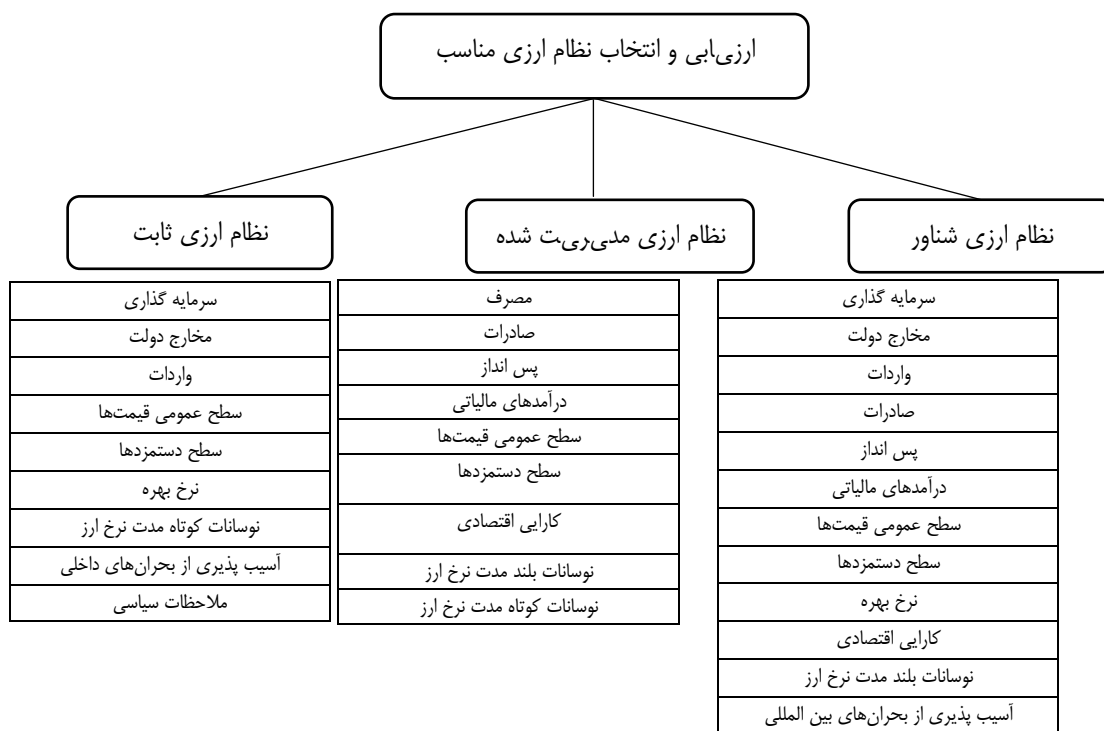 ارزیابی و انتخاب نظام ارزی مناسب
نظام ارزی شناور
نظام ارزی مدیریت شده
نظام ارزی ثابت
سرمایه گذاری
مخارج دولت
واردات
صادرات
پس انداز
درآمدهای مالیاتی
سطح عمومی قیمت‌ها
سطح دستمزدها
نرخ بهره
کارایی اقتصادی
نوسانات بلند مدت نرخ ارز
آسیب پذیری از بحران‌های بین المللی
مصرف
صادرات
پس انداز
درآمدهای مالیاتی
سطح عمومی قیمت‌ها
سطح دستمزدها
کارایی اقتصادی
نوسانات بلند مدت نرخ ارز
نوسانات کوتاه مدت نرخ ارز
سرمایه گذاری
مخارج دولت
واردات
سطح عمومی قیمت‌ها
سطح دستمزدها
نرخ بهره
نوسانات کوتاه مدت نرخ ارز
آسیب پذیری از بحران‌های داخلی
ملاحظات سیاسی